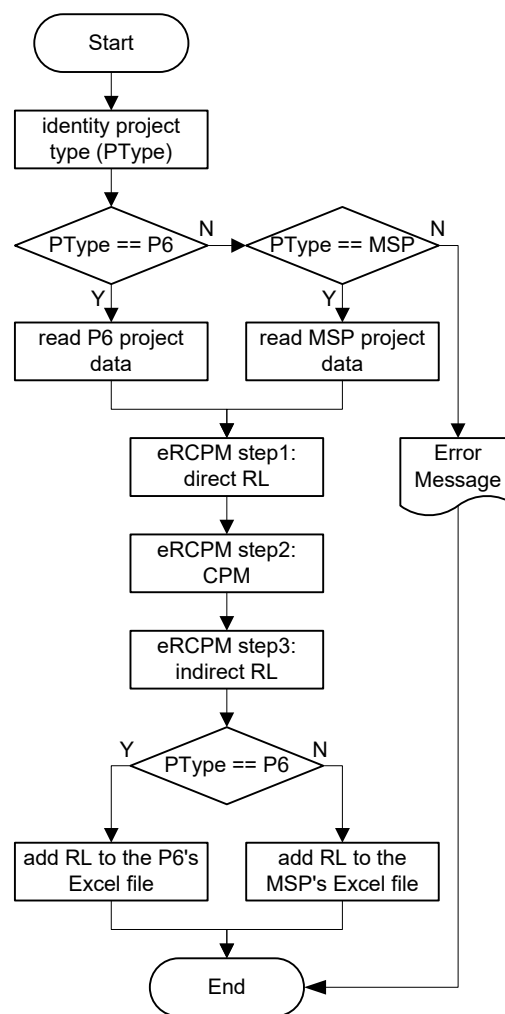 Start
identity project
type (PType)
PType == P6
N
PType == MSP
N
Y
Y
read P6 project
data
read MSP project
data
eRCPM step1:
direct RL
Error
Message
eRCPM step2:
CPM
eRCPM step3:
indirect RL
Y
PType == P6
N
add RL to the P6's
Excel file
add RL to the
MSP's Excel file
End